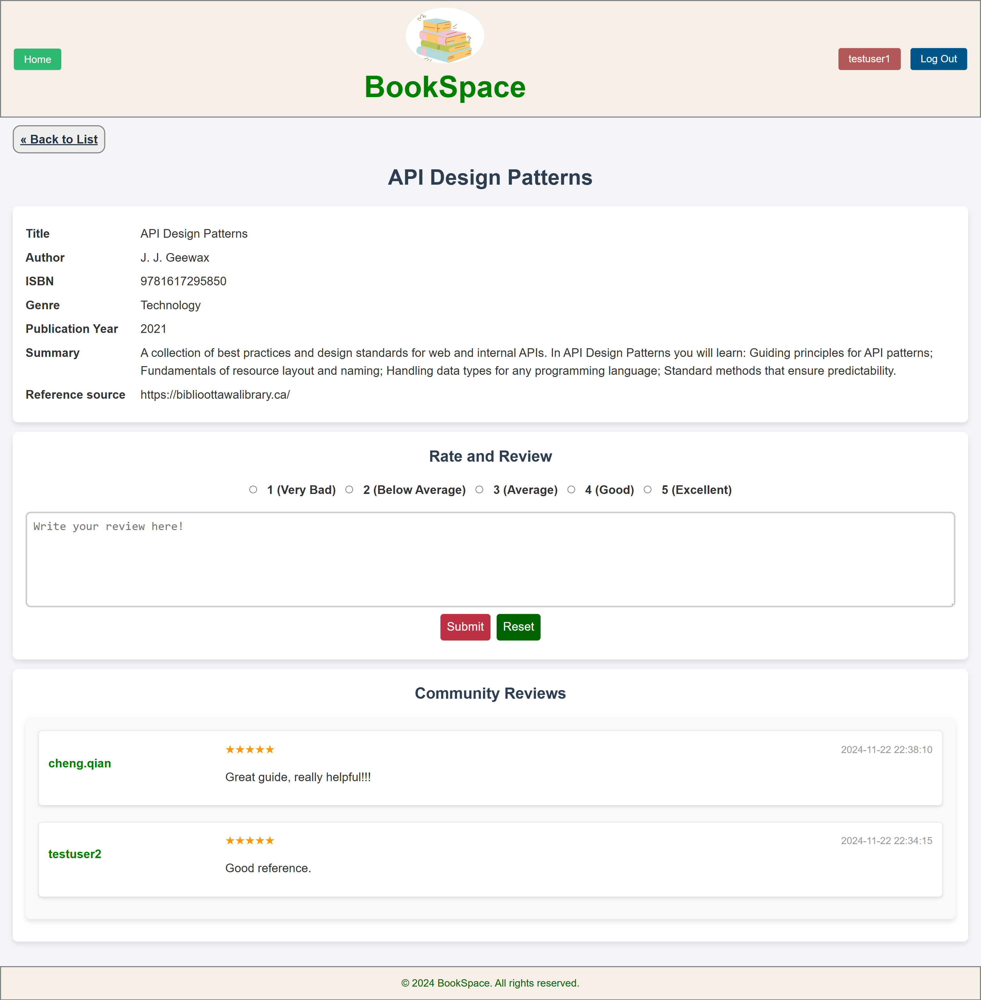 Home
BookSpace
testuser1
Log Out
« Back to List
API Design Patterns
Title API Design Patterns
Author J. J. Geewax
ISBN 9781617295850
Genre Technology
Publication Year 2021
Summary A collection of best practices and design standards for web and internal APIs. In API Design Patterns you will learn: Guiding principles for API patterns;
Fundamentals of resource layout and naming; Handling data types for any programming language; Standard methods that ensure predictability.
Reference source https://biblioottawalibrary.ca/
Rate and Review
1 (Very Bad) 2 (Below Average) 3 (Average) 4 (Good) 5 (Excellent)
Write your review here!
Submit Reset
Community Reviews
cheng.qian
★★★★★ 2024-11-22 22:38:10
Great guide, really helpful!!!
testuser2
★★★★★ 2024-11-22 22:34:15
Good reference.
© 2024 BookSpace. All rights reserved.